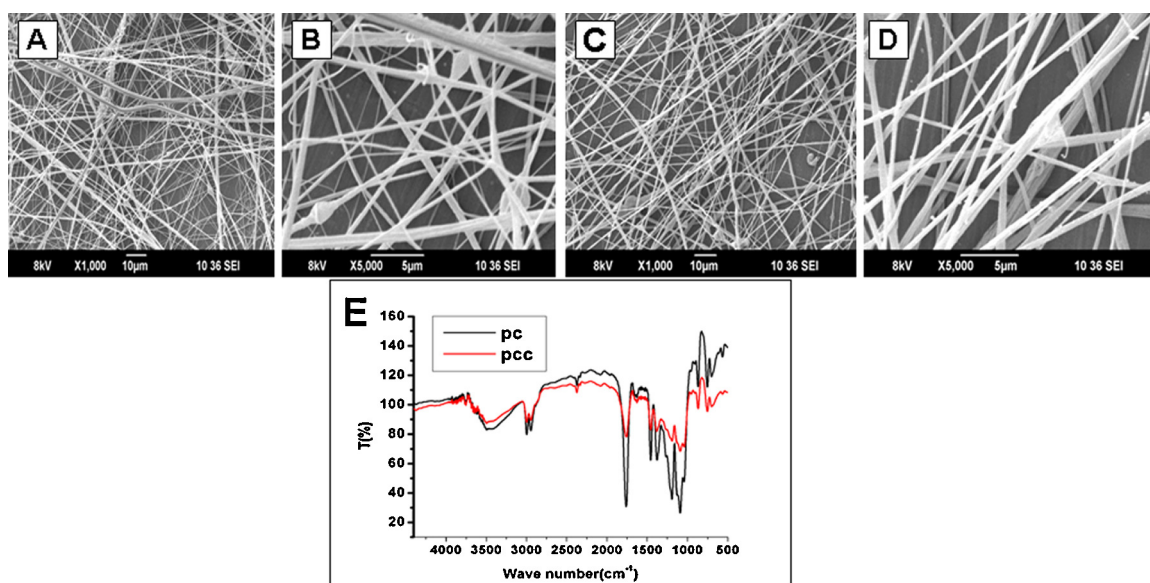 A
B
C
D
8kV X1,000 10µm 10 36 SEI
8kV X5,000 5µm 10 36 SEI
8kV X1,000 10µm 10 36 SEI
8kV X5,000 5µm 10 36 SEI
E
pc
pcc
160
140
120
100
80
60
40
20
T(%)
4000 3500 3000 2500 2000 1500 1000 500
Wave number(cm⁻¹)